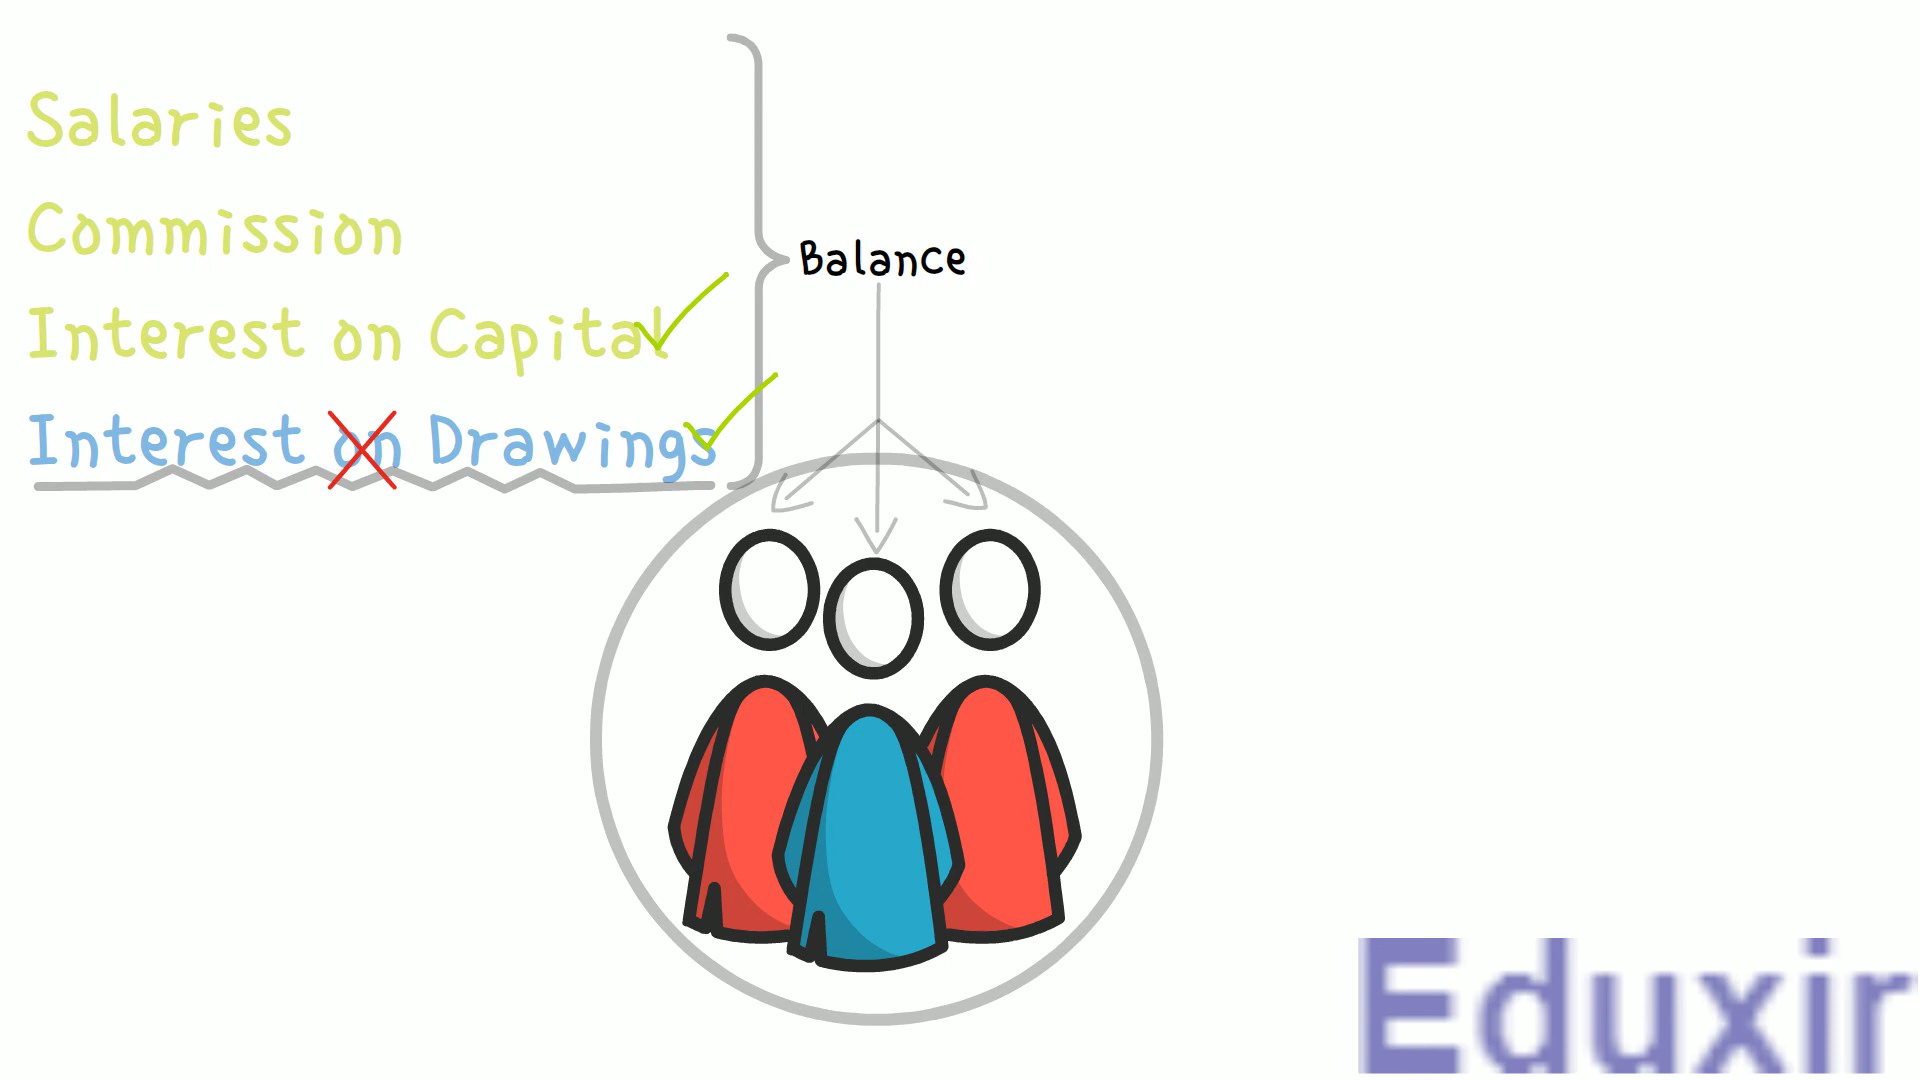 Salaries
Commission
Interest on Capital
Interest on Drawings
Balance
Eduxir